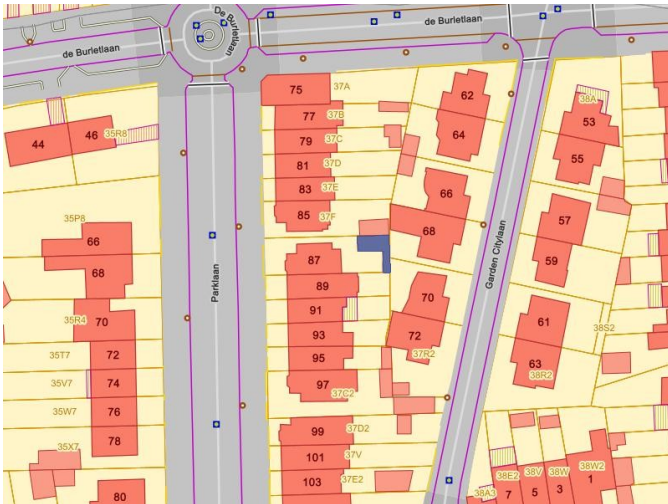 De Burletlaan
de Burletlaan
de Burletlaan
75
37A
62
38A
77
37B
53
44
46
35R8
79
37C
64
81
37D
55
83
37E
66
85
37F
57
35P8
68
66
87
59
68
70
89
91
61
35R4
70
93
72
37R2
38S2
35T7
72
95
63
38R2
35V7
74
97
37C2
35W7
76
99
37D2
78
35X7
101
37V
38E2
38V
38W
38W2
80
103
37E2
38A3
7
5
3
1
Parklaan
Garden Citylaan